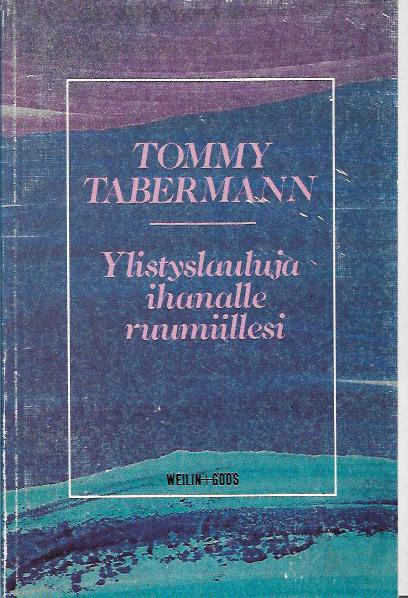 TOMMY
TABERMANN
Ylistyslauluja
ihanalle
ruumiillesi
WEILIN+GÖÖS